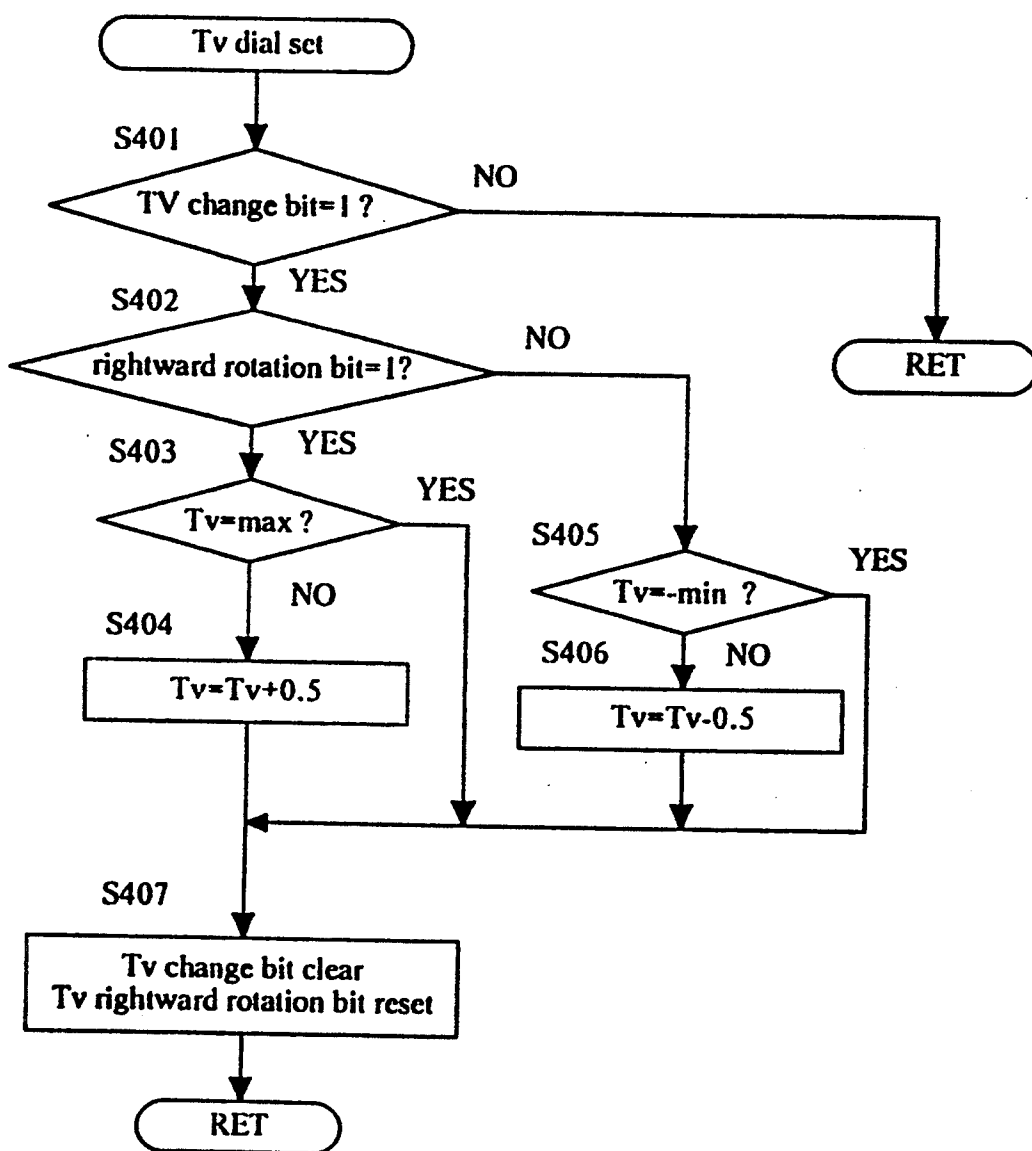 Tv dial set
S401
TV change bit=1 ?
NO
YES
S402
rightward rotation bit=1?
NO
RET
YES
S403
Tv=max ?
YES
NO
S404
Tv=Tv+0.5
S405
Tv=-min ?
YES
NO
S406
Tv=Tv-0.5
S407
Tv change bit clear
Tv rightward rotation bit reset
RET